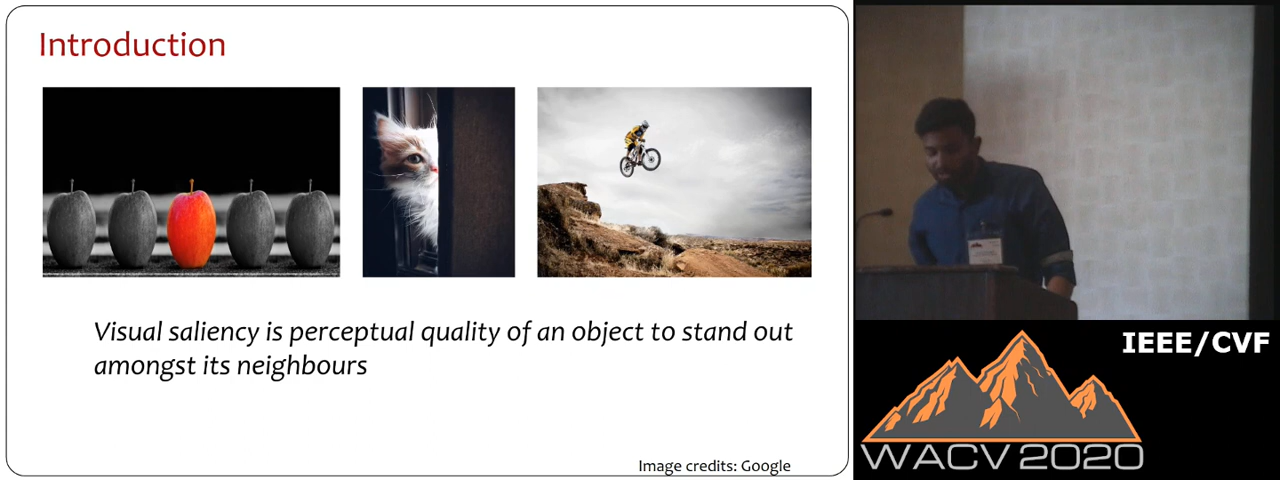 Introduction
Visual saliency is perceptual quality of an object to stand out
amongst its neighbours
Image credits: Google
IEEE/CVF
WACV 2020